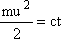 mu²/2 = ct